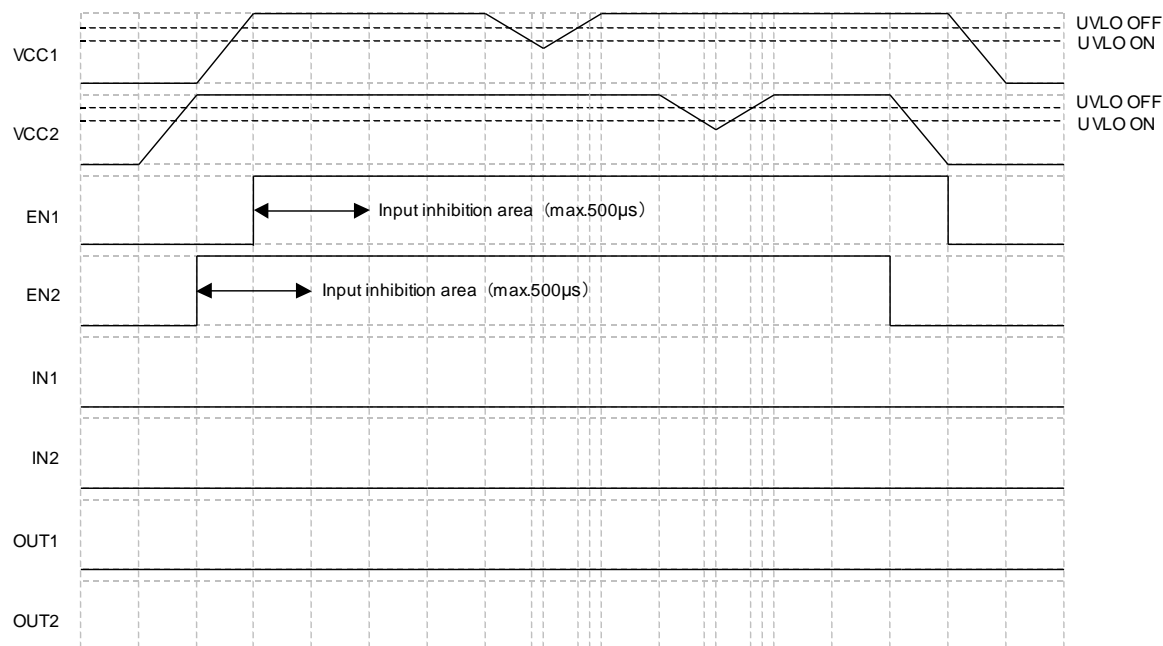 UVLO OFF
UVLO ON
VCC1
UVLO OFF
UVLO ON
VCC2
EN1
Input inhibition area（max.500μs）
EN2
Input inhibition area（max.500μs）
IN1
IN2
OUT1
OUT2